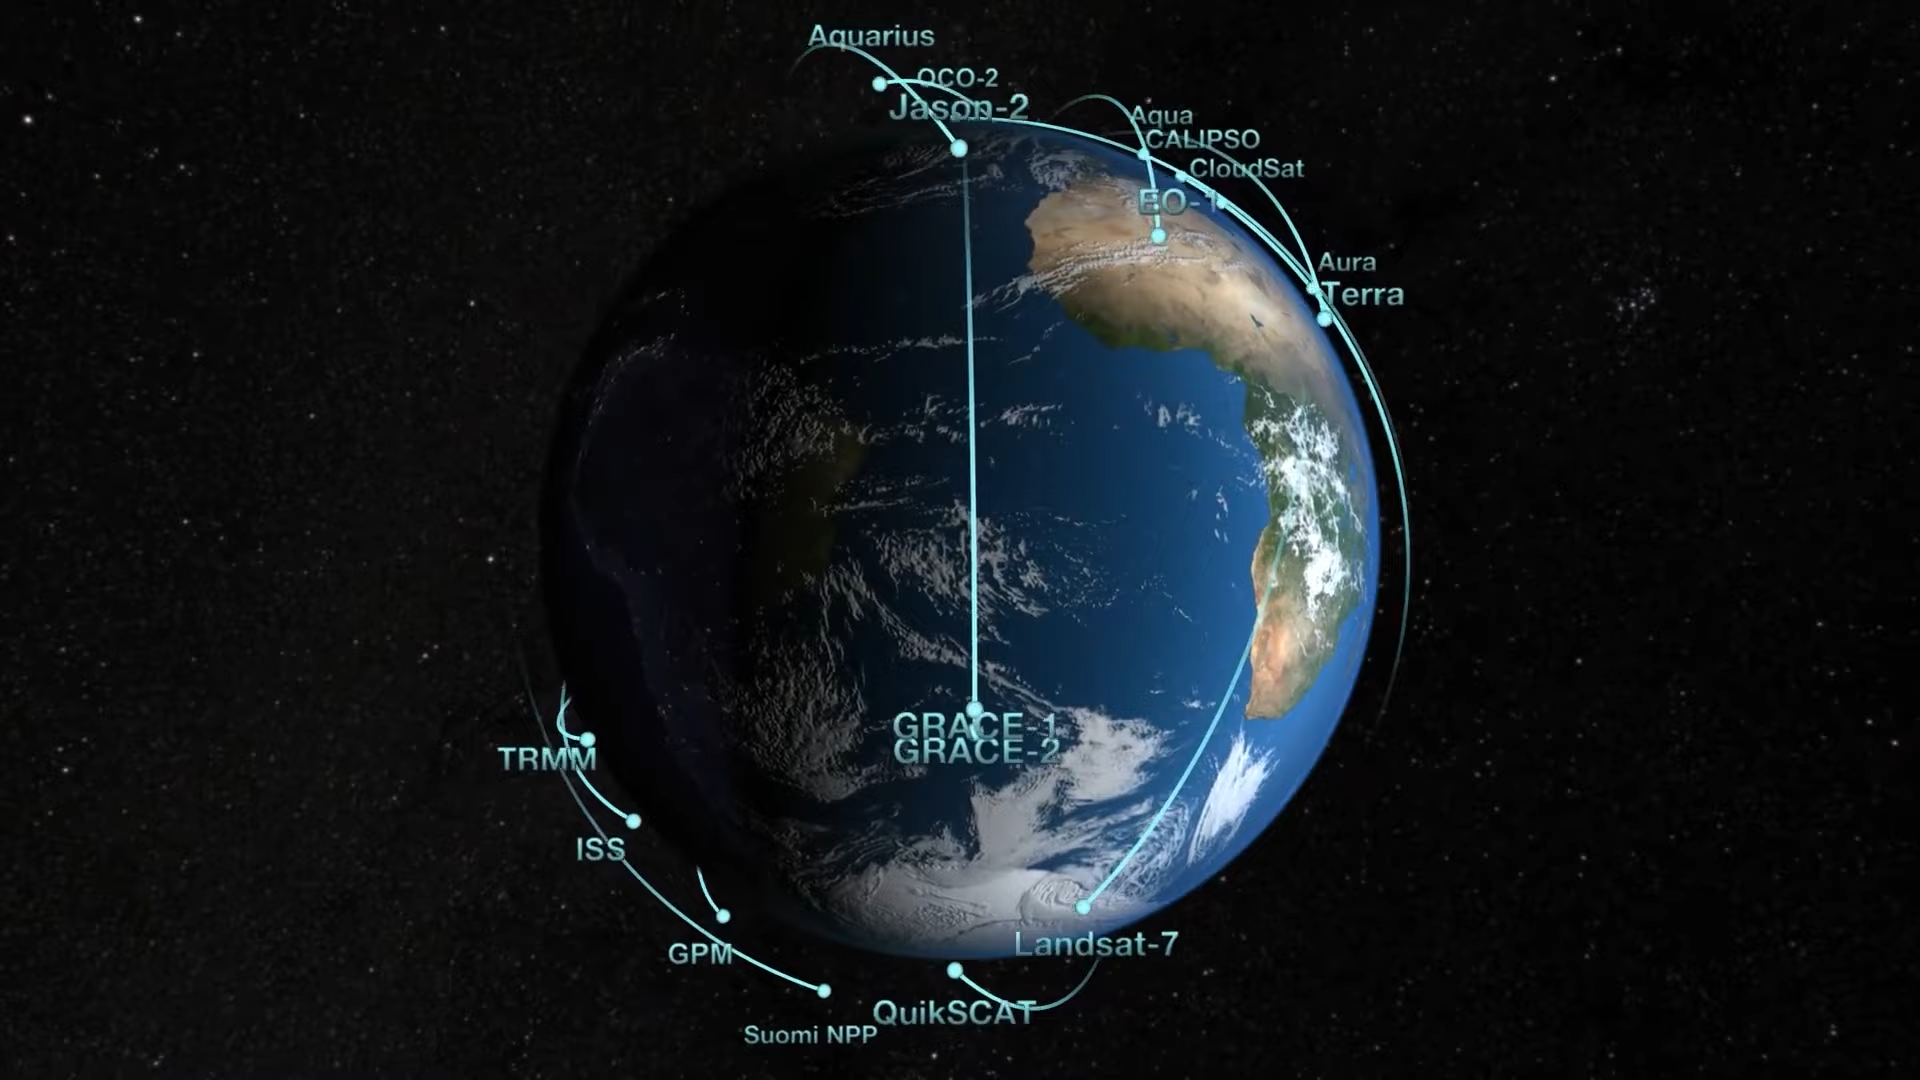 Aquarius
OCO-2
Jason-2
Aqua
CALIPSO
CloudSat
EO-1
Aura
Terra
GRACE-1
GRACE-2
TRMM
ISS
GPM
Landsat-7
QuikSCAT
Suomi NPP